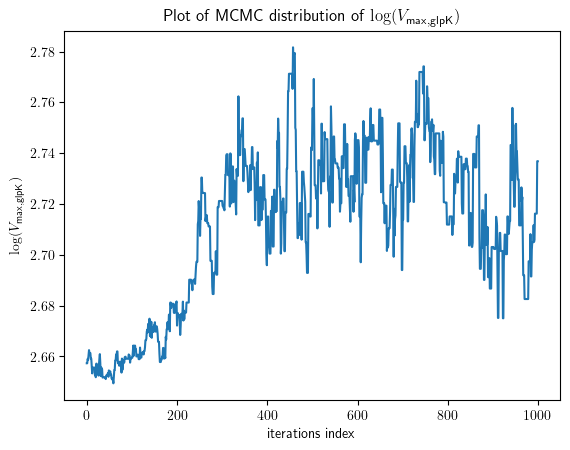 Plot of MCMC distribution of log(V_max,glpK)
2.78
2.76
2.74
2.72
2.70
2.68
2.66
log(V_max,glpK)
0 200 400 600 800 1000
iterations index